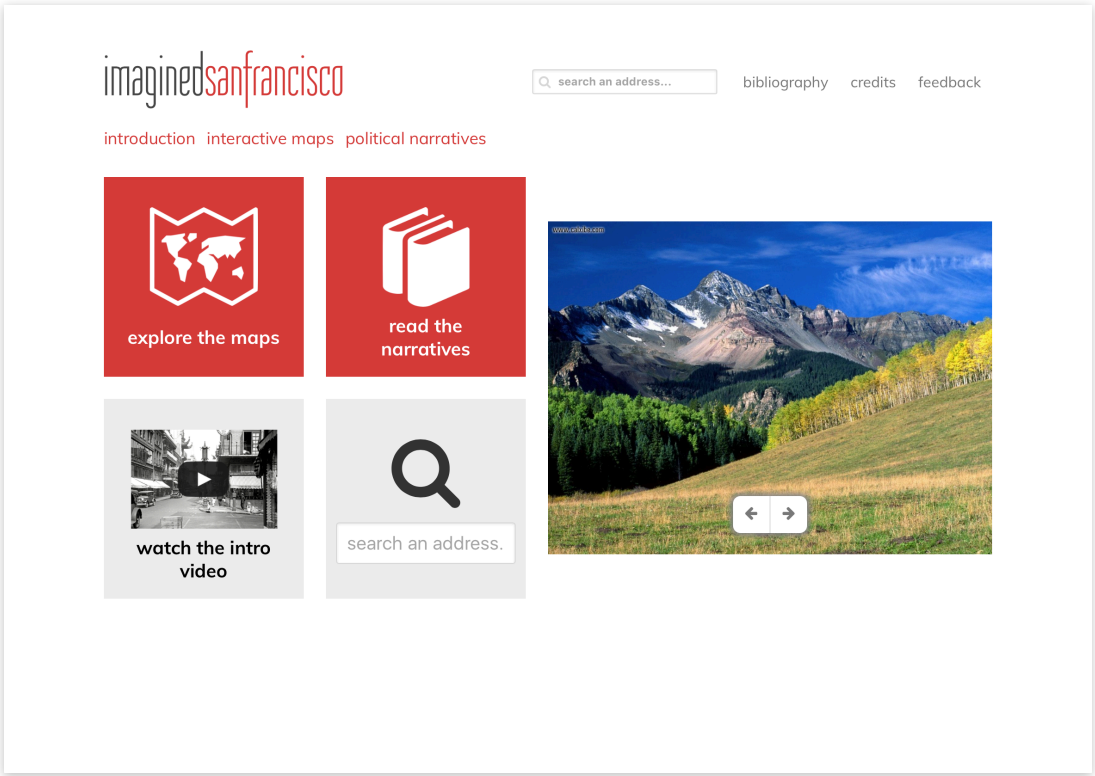 imaginedsanfrancisco
search an address...
bibliography
credits
feedback
introduction interactive maps political narratives
explore the maps
read the
narratives
watch the intro
video
search an address.